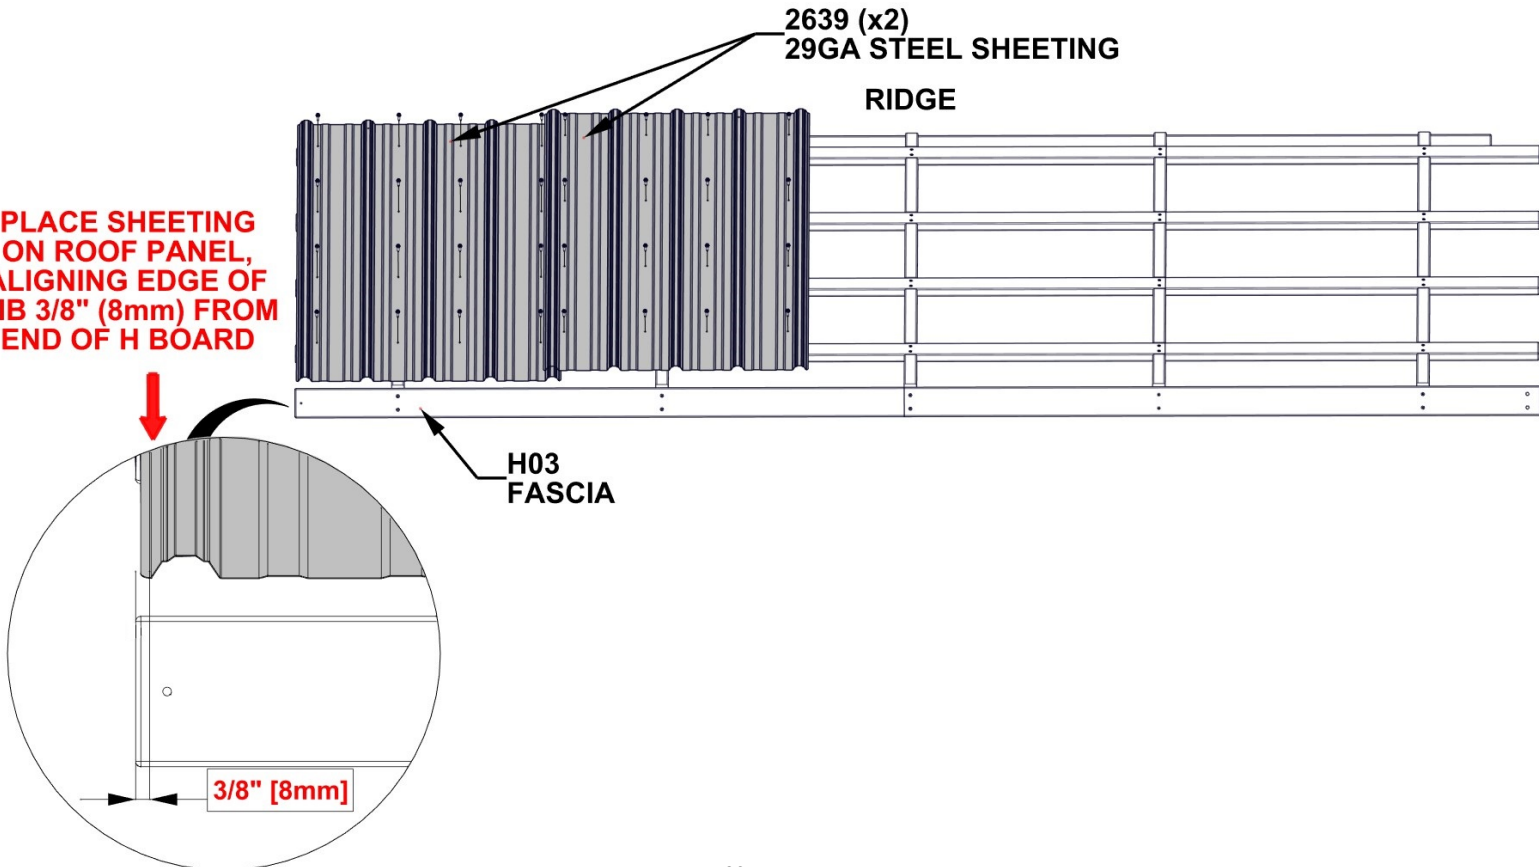 2639 (x2)
29GA STEEL SHEETING
RIDGE
PLACE SHEETING
ON ROOF PANEL,
ALIGNING EDGE OF
IB 3/8" (8mm) FROM
END OF H BOARD
H03
FASCIA
3/8" [8mm]